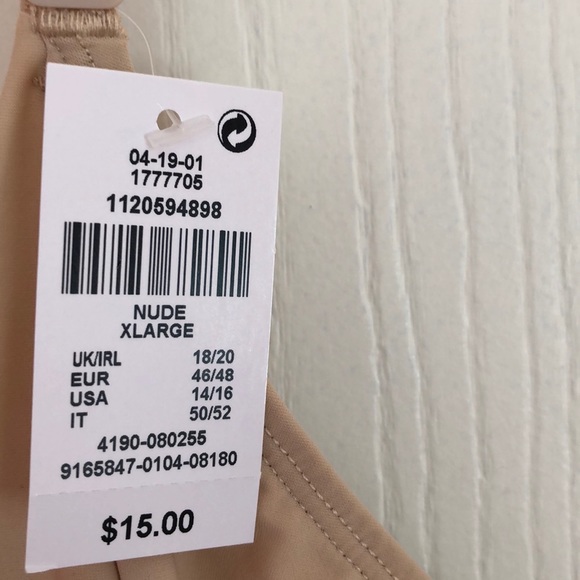 04-19-01
1777705
1120594898
NUDE
XLARGE
UK/IRL 18/20
EUR 46/48
USA 14/16
IT 50/52
4190-080255
9165847-0104-08180
$15.00